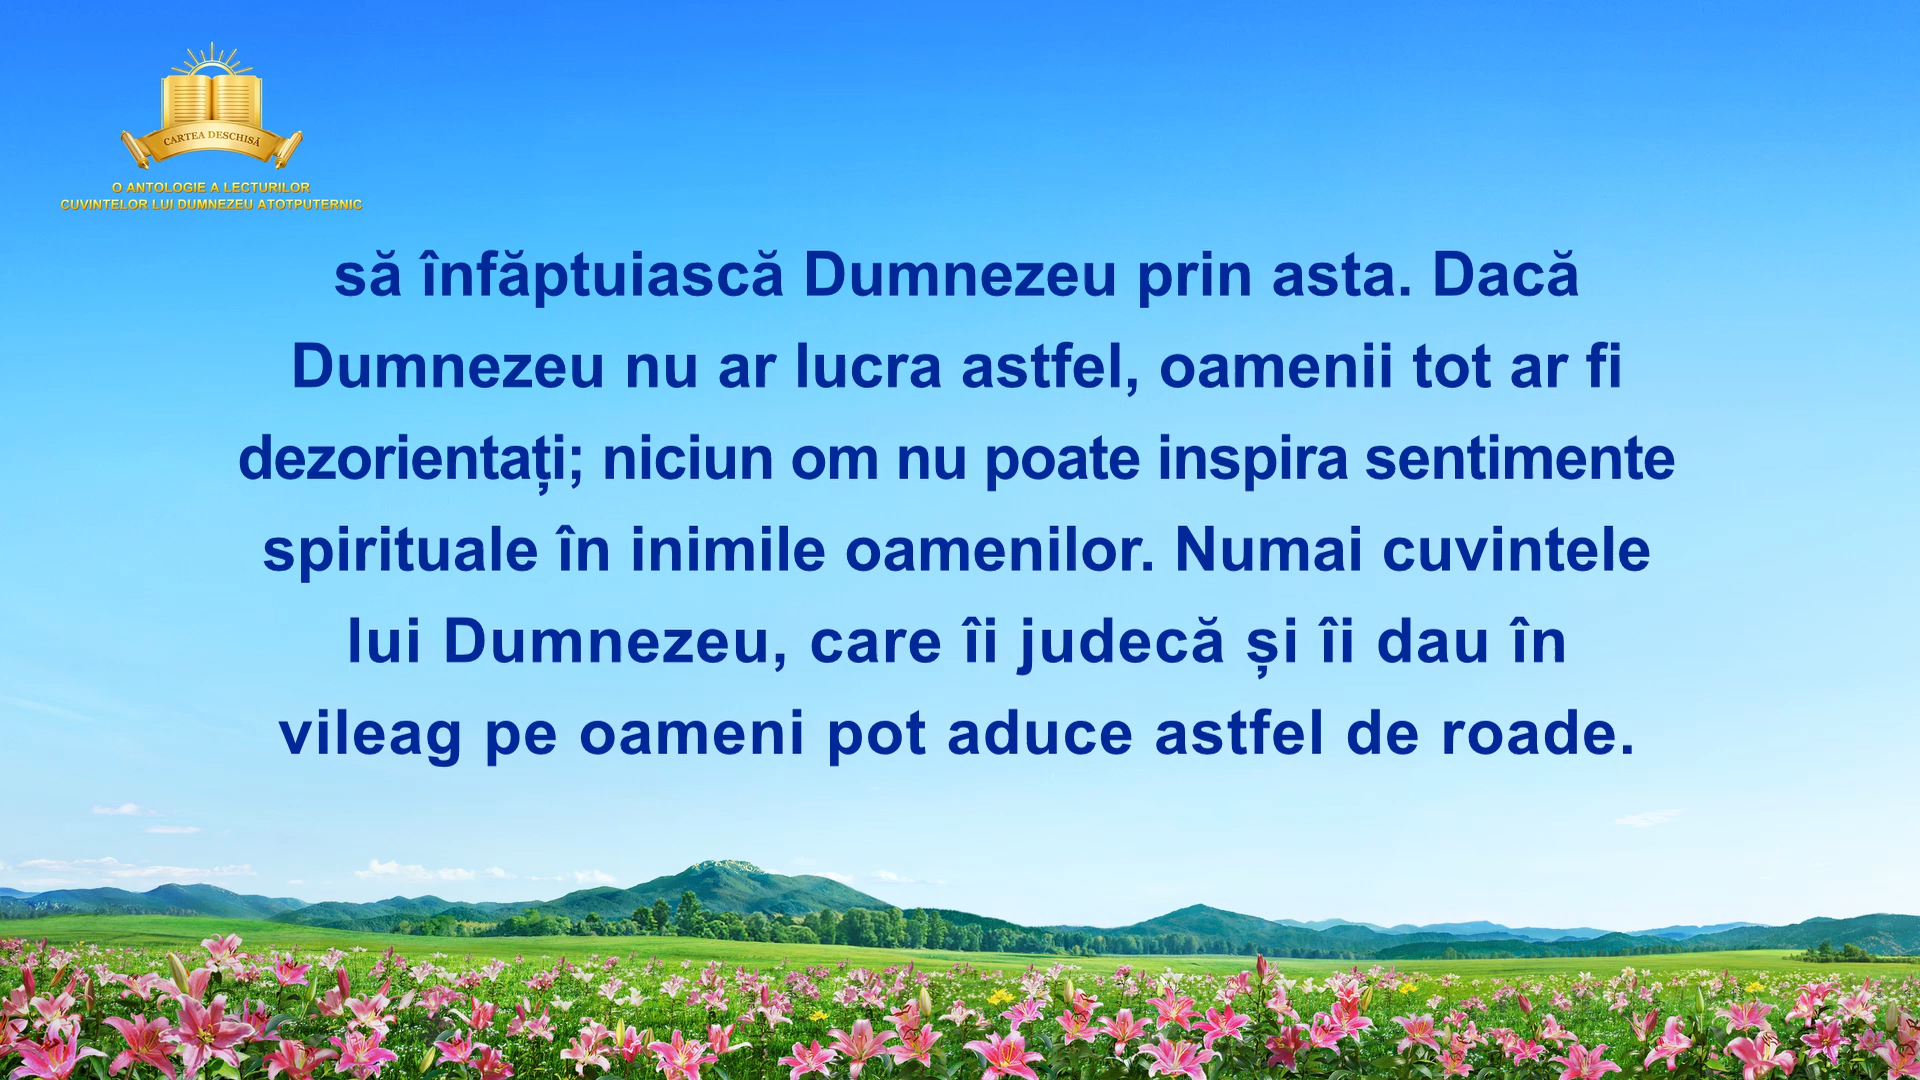 CARTEA DESCHISĂ
O ANTOLOGIE A LECTURILOR
CUVINTELOR LUI DUMNEZEU ATOTPUTERNIC
să înfăptuiască Dumnezeu prin asta. Dacă
Dumnezeu nu ar lucra astfel, oamenii tot ar fi
dezorientați; niciun om nu poate inspira sentimente
spirituale în inimile oamenilor. Numai cuvintele
lui Dumnezeu, care îi judecă și îi dau în
vileag pe oameni pot aduce astfel de roade.